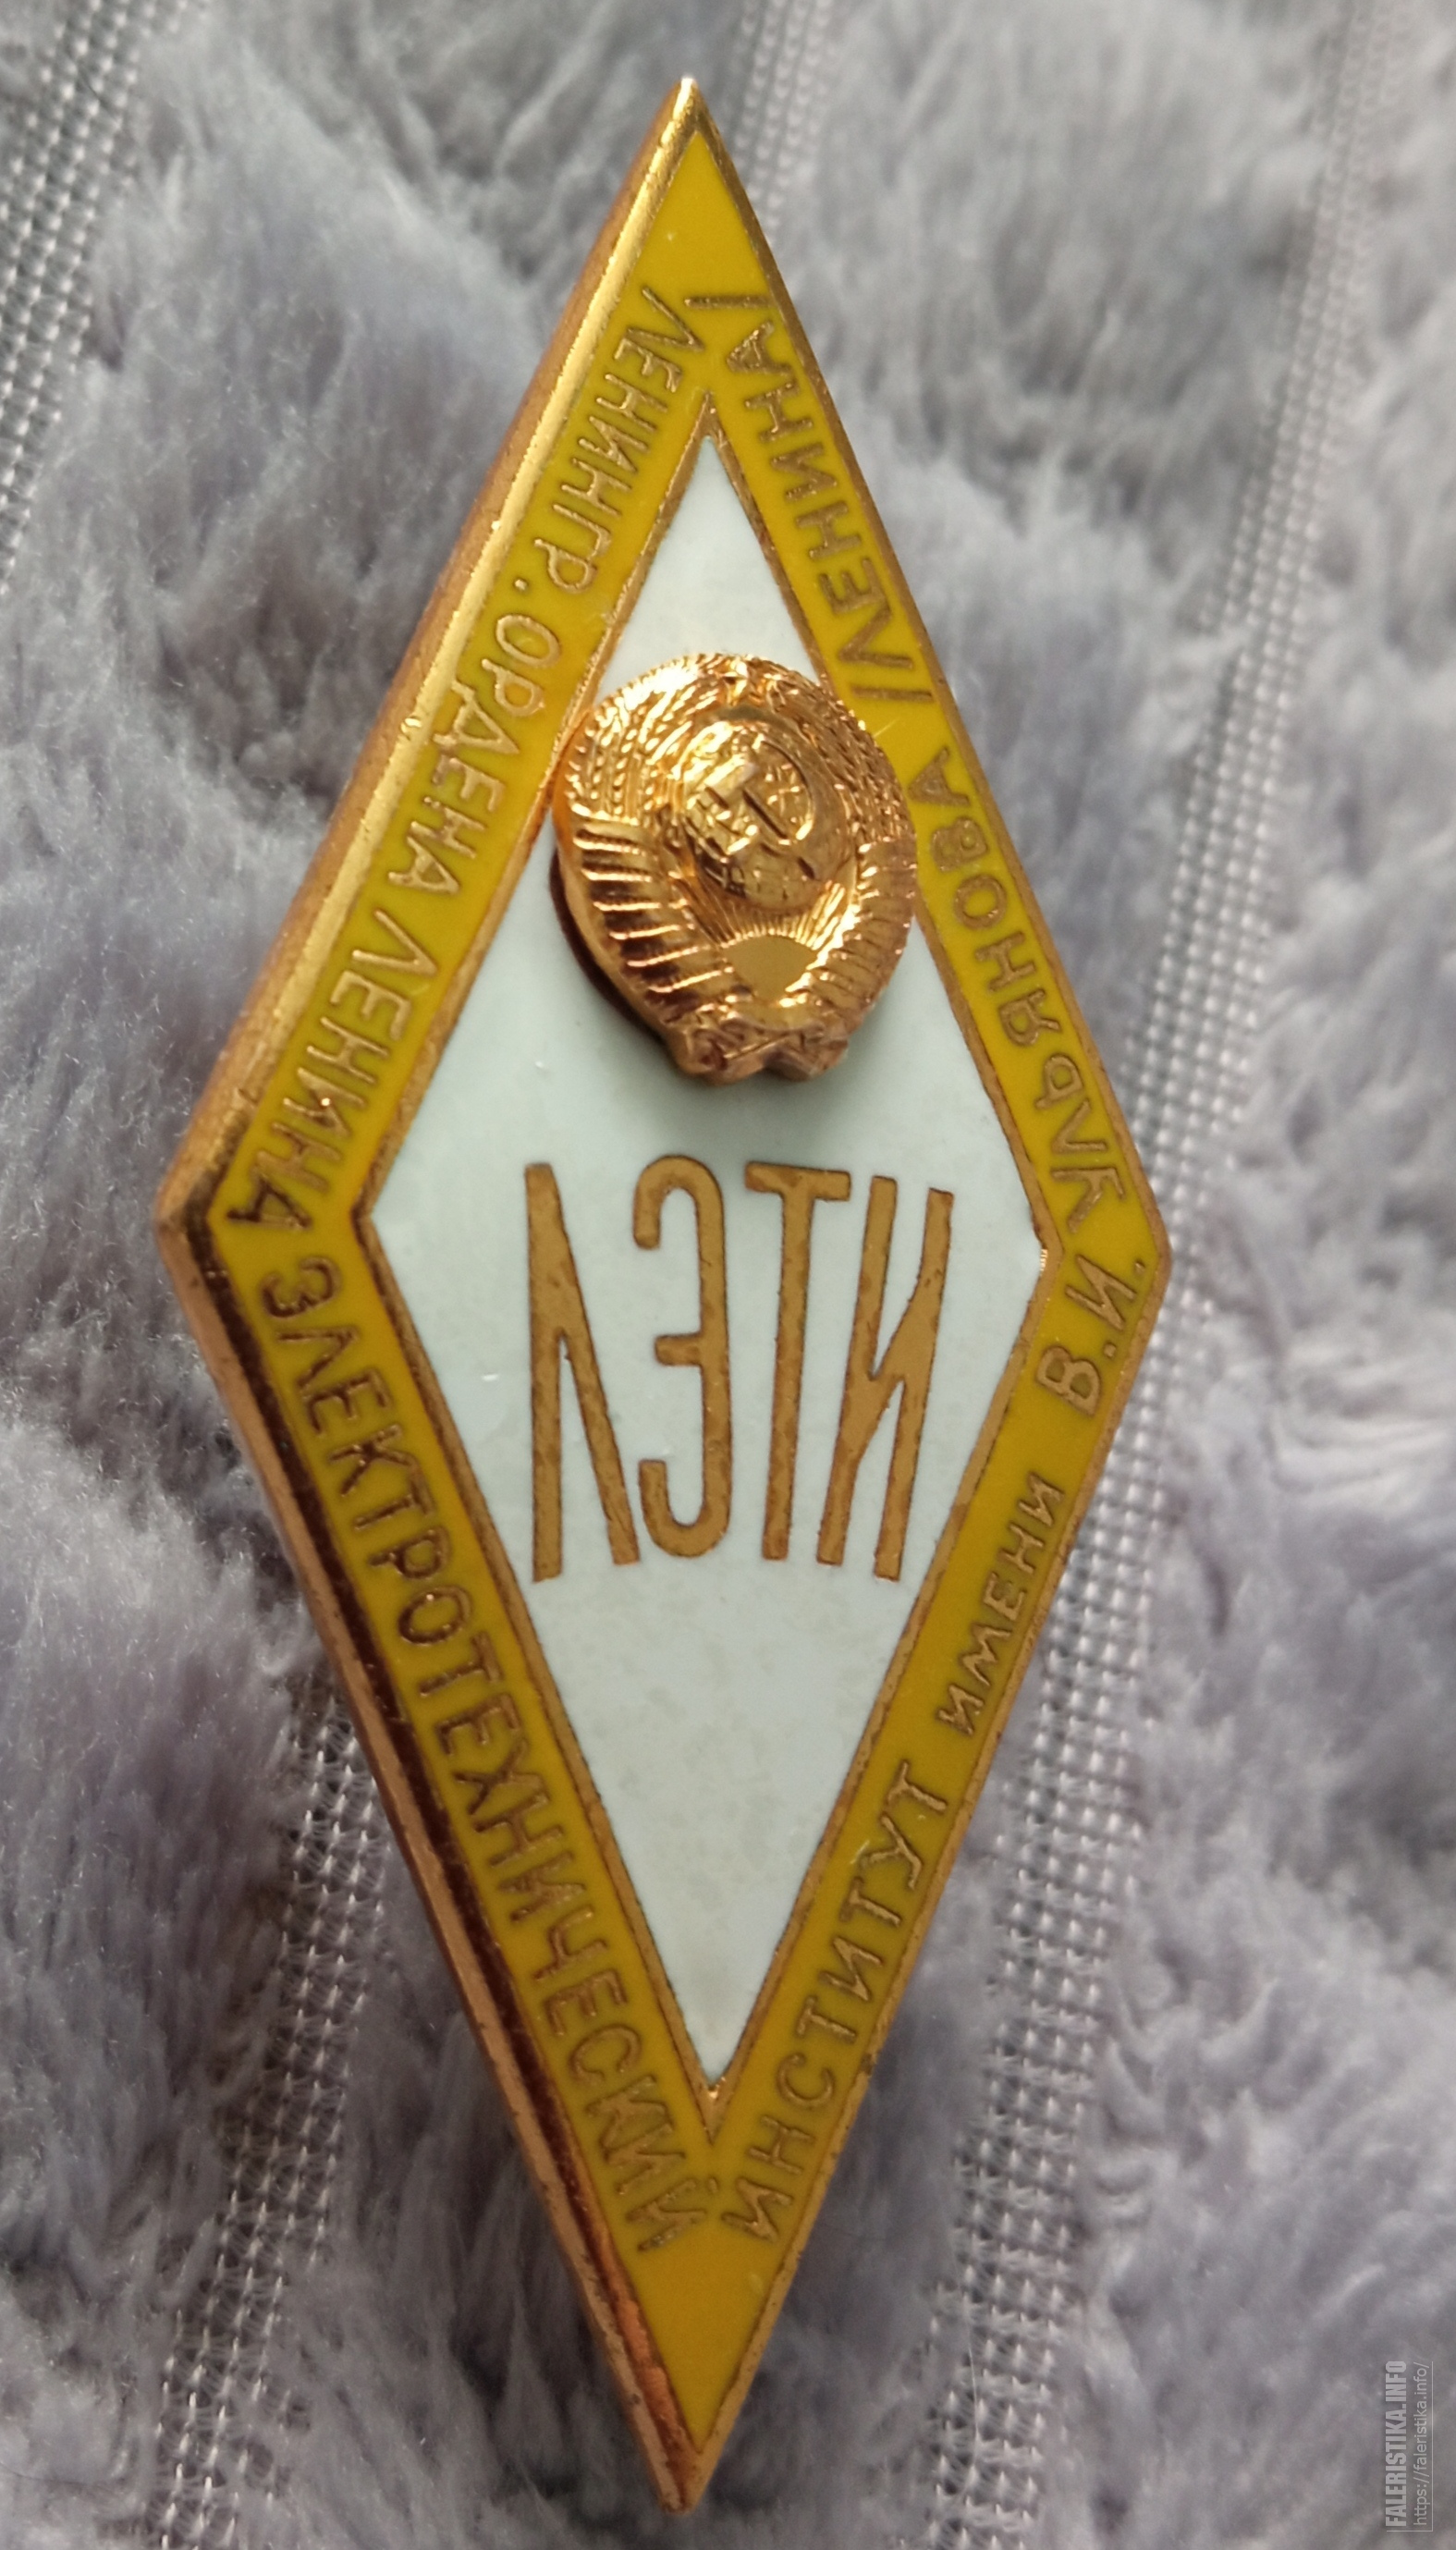 ЛЕНИНГР. ОРДЕНА ЛЕНИНА
ЭЛЕКТРОТЕХНИЧЕСКИЙ
ИНСТИТУТ ИМЕНИ
В.И. УЛЬЯНОВА /ЛЕНИНА/
ЛЭТИ
FALERISTIKA.INFO
https://faleristika.info/